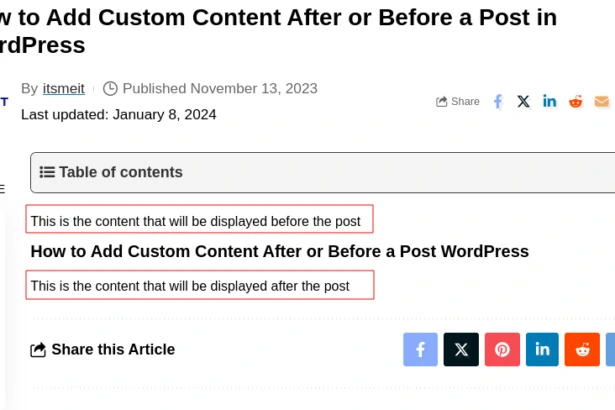 w to Add Custom Content After or Before a Post in
rdPress
By itsmeit
Published November 13, 2023
Share
T
Last updated: January 8, 2024
Table of contents
E
This is the content that will be displayed before the post
How to Add Custom Content After or Before a Post WordPress
This is the content that will be displayed after the post
Share this Article